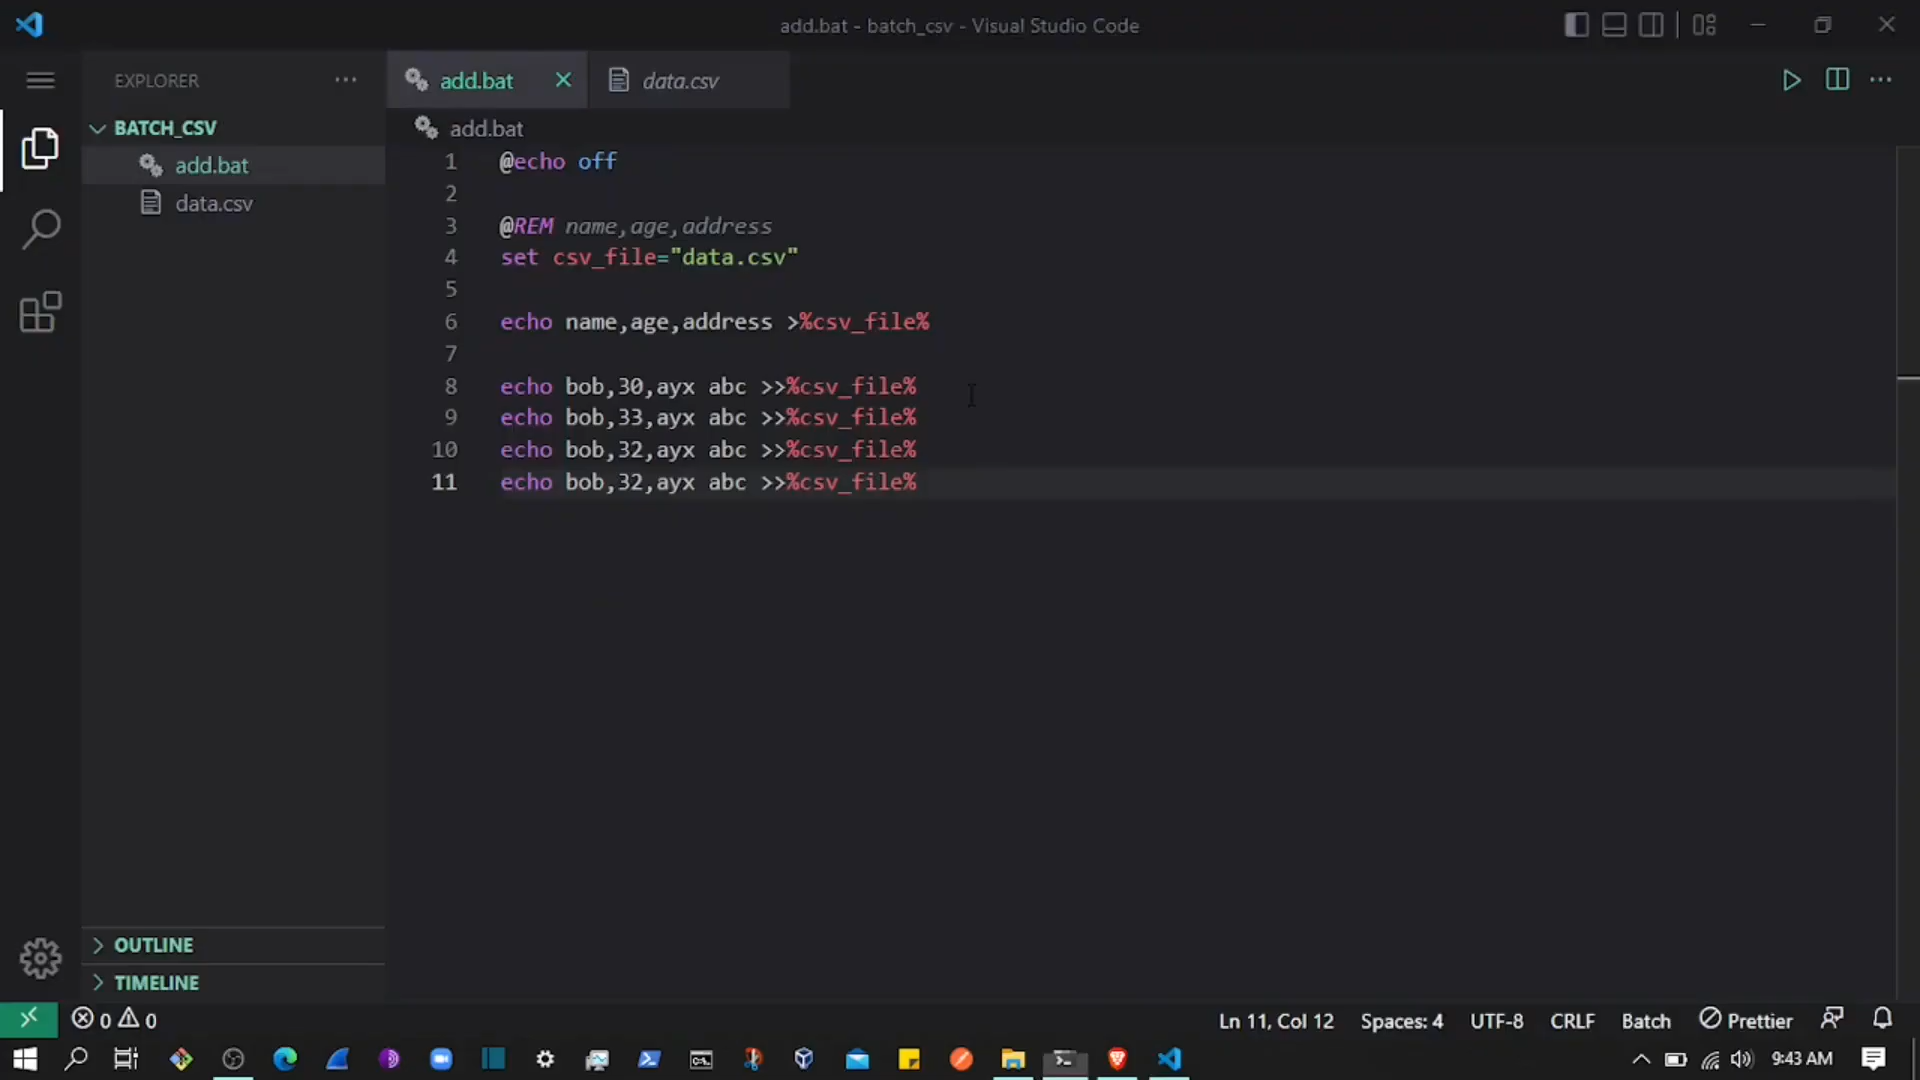 add.bat - batch_csv - Visual Studio Code
EXPLORER
add.bat
data.csv
BATCH_CSV
add.bat
data.csv
add.bat
1 @echo off
2
3 @REM name,age,address
4 set csv_file="data.csv"
5
6 echo name,age,address >%csv_file%
7
8 echo bob,30,ayx abc >>%csv_file%
9 echo bob,33,ayx abc >>%csv_file%
10 echo bob,32,ayx abc >>%csv_file%
11 echo bob,32,ayx abc >>%csv_file%
OUTLINE
TIMELINE
0 0
Ln 11, Col 12
Spaces: 4
UTF-8
CRLF
Batch
Prettier
9:43 AM